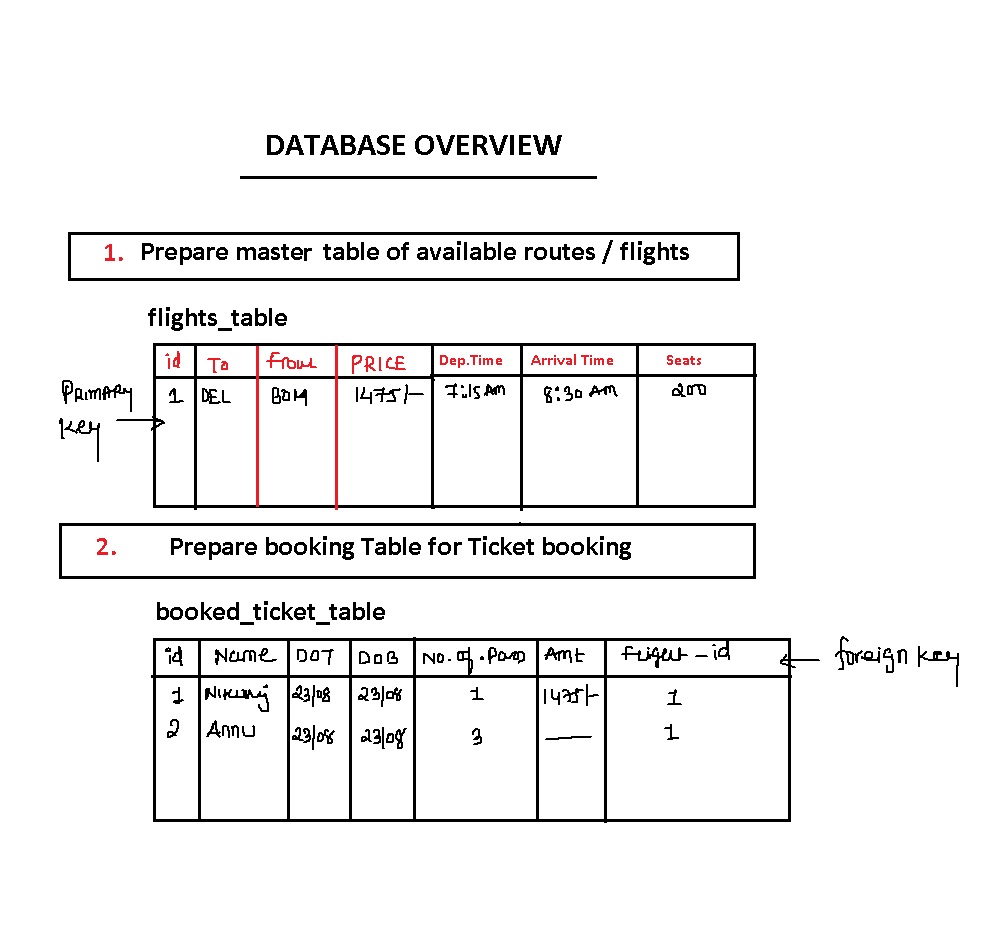 DATABASE OVERVIEW
1. Prepare master table of available routes / flights
flights_table
id To From PRICE Dep.Time Arrival Time Seats
PRIMARY key
1 DEL BOM 1475/- 7:15 AM 8:30 AM 200
2. Prepare booking Table for Ticket booking
booked_ticket_table
id Name DOT DOB No.of.Pass Amt Flight-id
foreign key
1 Nikunj 23/08 23/08 1 1475/- 1
2 Annu 23/08 23/08 3 — 1